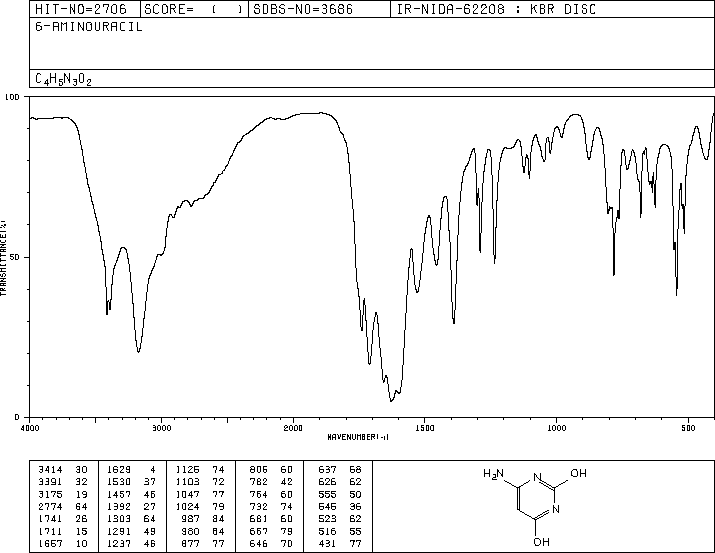 HIT-NO=2706 SCORE= ( ) SDBS-NO=3686 IR-NIDA-62208 : KBR DISC
6-AMINOURACIL
C4H5N3O2
100
50
0
TRANSMITTANCE(%)
4000 3000 2000 1500 1000 500
WAVENUMBER(-1)
3414 30 1629 4 1126 74 806 60 637 68
3391 32 1530 37 1103 72 782 42 626 62
3175 19 1457 46 1047 77 764 60 555 50
2774 64 1392 27 1024 79 732 74 545 36
1741 26 1303 64 987 84 681 60 523 62
1711 15 1291 49 980 84 657 79 516 55
1657 10 1237 46 877 77 646 70 431 77
H2N N OH
N
OH